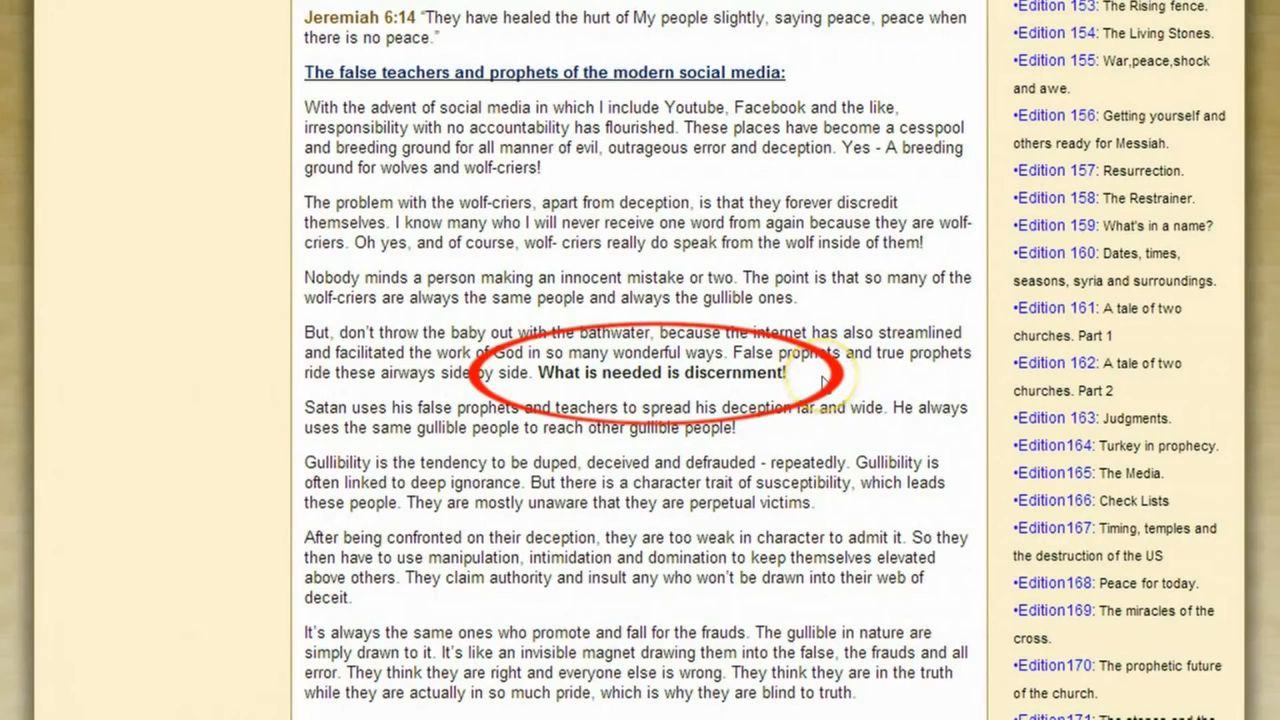 Jeremiah 6:14 “They have healed the hurt of My people slightly, saying peace, peace when
there is no peace.”
The false teachers and prophets of the modern social media:
With the advent of social media in which I include Youtube, Facebook and the like,
irresponsibility with no accountability has flourished. These places have become a cesspool
and breeding ground for all manner of evil, outrageous error and deception. Yes - A breeding
ground for wolves and wolf-criers!
The problem with the wolf-criers, apart from deception, is that they forever discredit
themselves. I know many who I will never receive one word from again because they are wolf-
criers. Oh yes, and of course, wolf- criers really do speak from the wolf inside of them!
Nobody minds a person making an innocent mistake or two. The point is that so many of the
wolf-criers are always the same people and always the gullible ones.
But, don’t throw the baby out with the bathwater, because the internet has also streamlined
and facilitated the work of God in so many wonderful ways. False prophets and true prophets
ride these airways side by side. What is needed is discernment!
Satan uses his false prophets and teachers to spread his deception far and wide. He always
uses the same gullible people to reach other gullible people!
Gullibility is the tendency to be duped, deceived and defrauded - repeatedly. Gullibility is
often linked to deep ignorance. But there is a character trait of susceptibility, which leads
these people. They are mostly unaware that they are perpetual victims.
After being confronted on their deception, they are too weak in character to admit it. So they
then have to use manipulation, intimidation and domination to keep themselves elevated
above others. They claim authority and insult any who won’t be drawn into their web of
deceit.
It’s always the same ones who promote and fall for the frauds. The gullible in nature are
simply drawn to it. It’s like an invisible magnet drawing them into the false, the frauds and all
error. They think they are right and everyone else is wrong. They think they are in the truth
while they are actually in so much pride, which is why they are blind to truth.
•Edition 153: The Rising fence.
•Edition 154: The Living Stones.
•Edition 155: War,peace,shock
and awe.
•Edition 156: Getting yourself and
others ready for Messiah.
•Edition 157: Resurrection.
•Edition 158: The Restrainer.
•Edition 159: What's in a name?
•Edition 160: Dates, times,
seasons, syria and surroundings.
•Edition 161: A tale of two
churches. Part 1
•Edition 162: A tale of two
churches. Part 2
•Edition 163: Judgments.
•Edition164: Turkey in prophecy.
•Edition165: The Media.
•Edition166: Check Lists
•Edition167: Timing, temples and
the destruction of the US
•Edition168: Peace for today.
•Edition169: The miracles of the
cross.
•Edition170: The prophetic future
of the church.
•Edition171: The stones and the